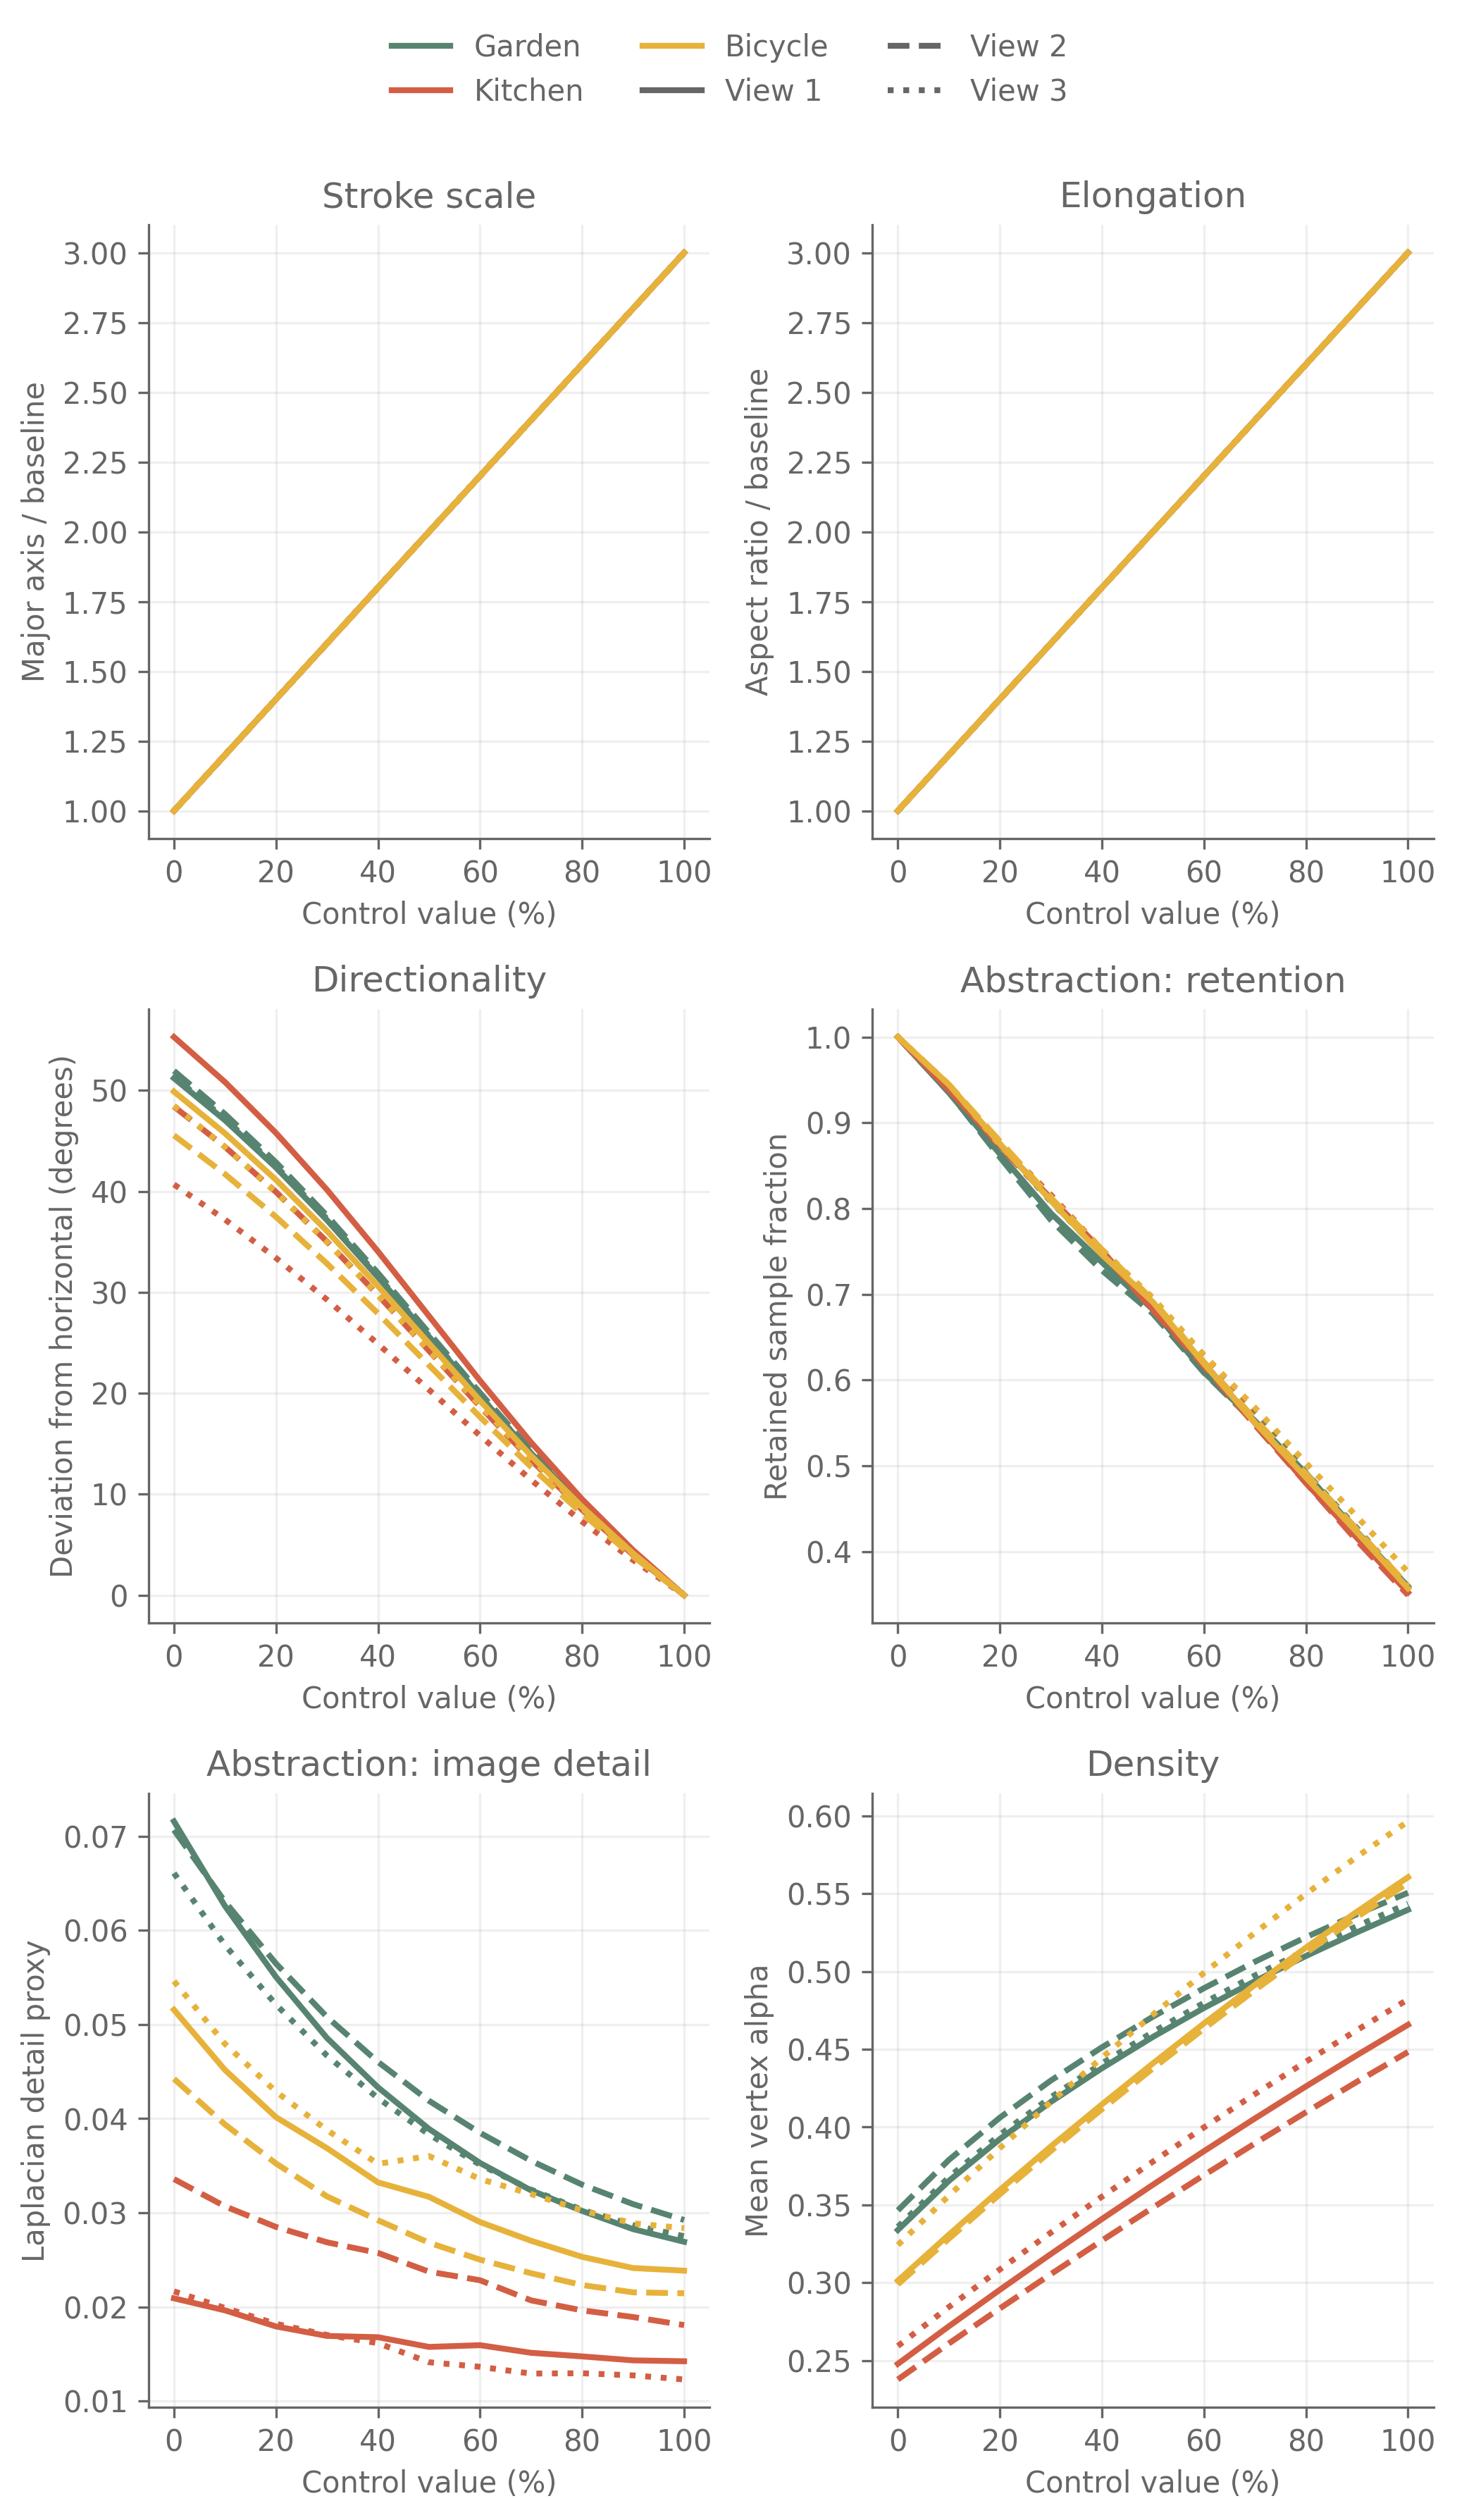 Garden Bicycle View 2
Kitchen View 1 View 3
Stroke scale
Major axis / baseline
3.00
2.75
2.50
2.25
2.00
1.75
1.50
1.25
1.00
0 20 40 60 80 100
Control value (%)
Elongation
Aspect ratio / baseline
3.00
2.75
2.50
2.25
2.00
1.75
1.50
1.25
1.00
0 20 40 60 80 100
Control value (%)
Directionality
Deviation from horizontal (degrees)
50
40
30
20
10
0
0 20 40 60 80 100
Control value (%)
Abstraction: retention
Retained sample fraction
1.0
0.9
0.8
0.7
0.6
0.5
0.4
0 20 40 60 80 100
Control value (%)
Abstraction: image detail
Laplacian detail proxy
0.07
0.06
0.05
0.04
0.03
0.02
0.01
0 20 40 60 80 100
Control value (%)
Density
Mean vertex alpha
0.60
0.55
0.50
0.45
0.40
0.35
0.30
0.25
0 20 40 60 80 100
Control value (%)